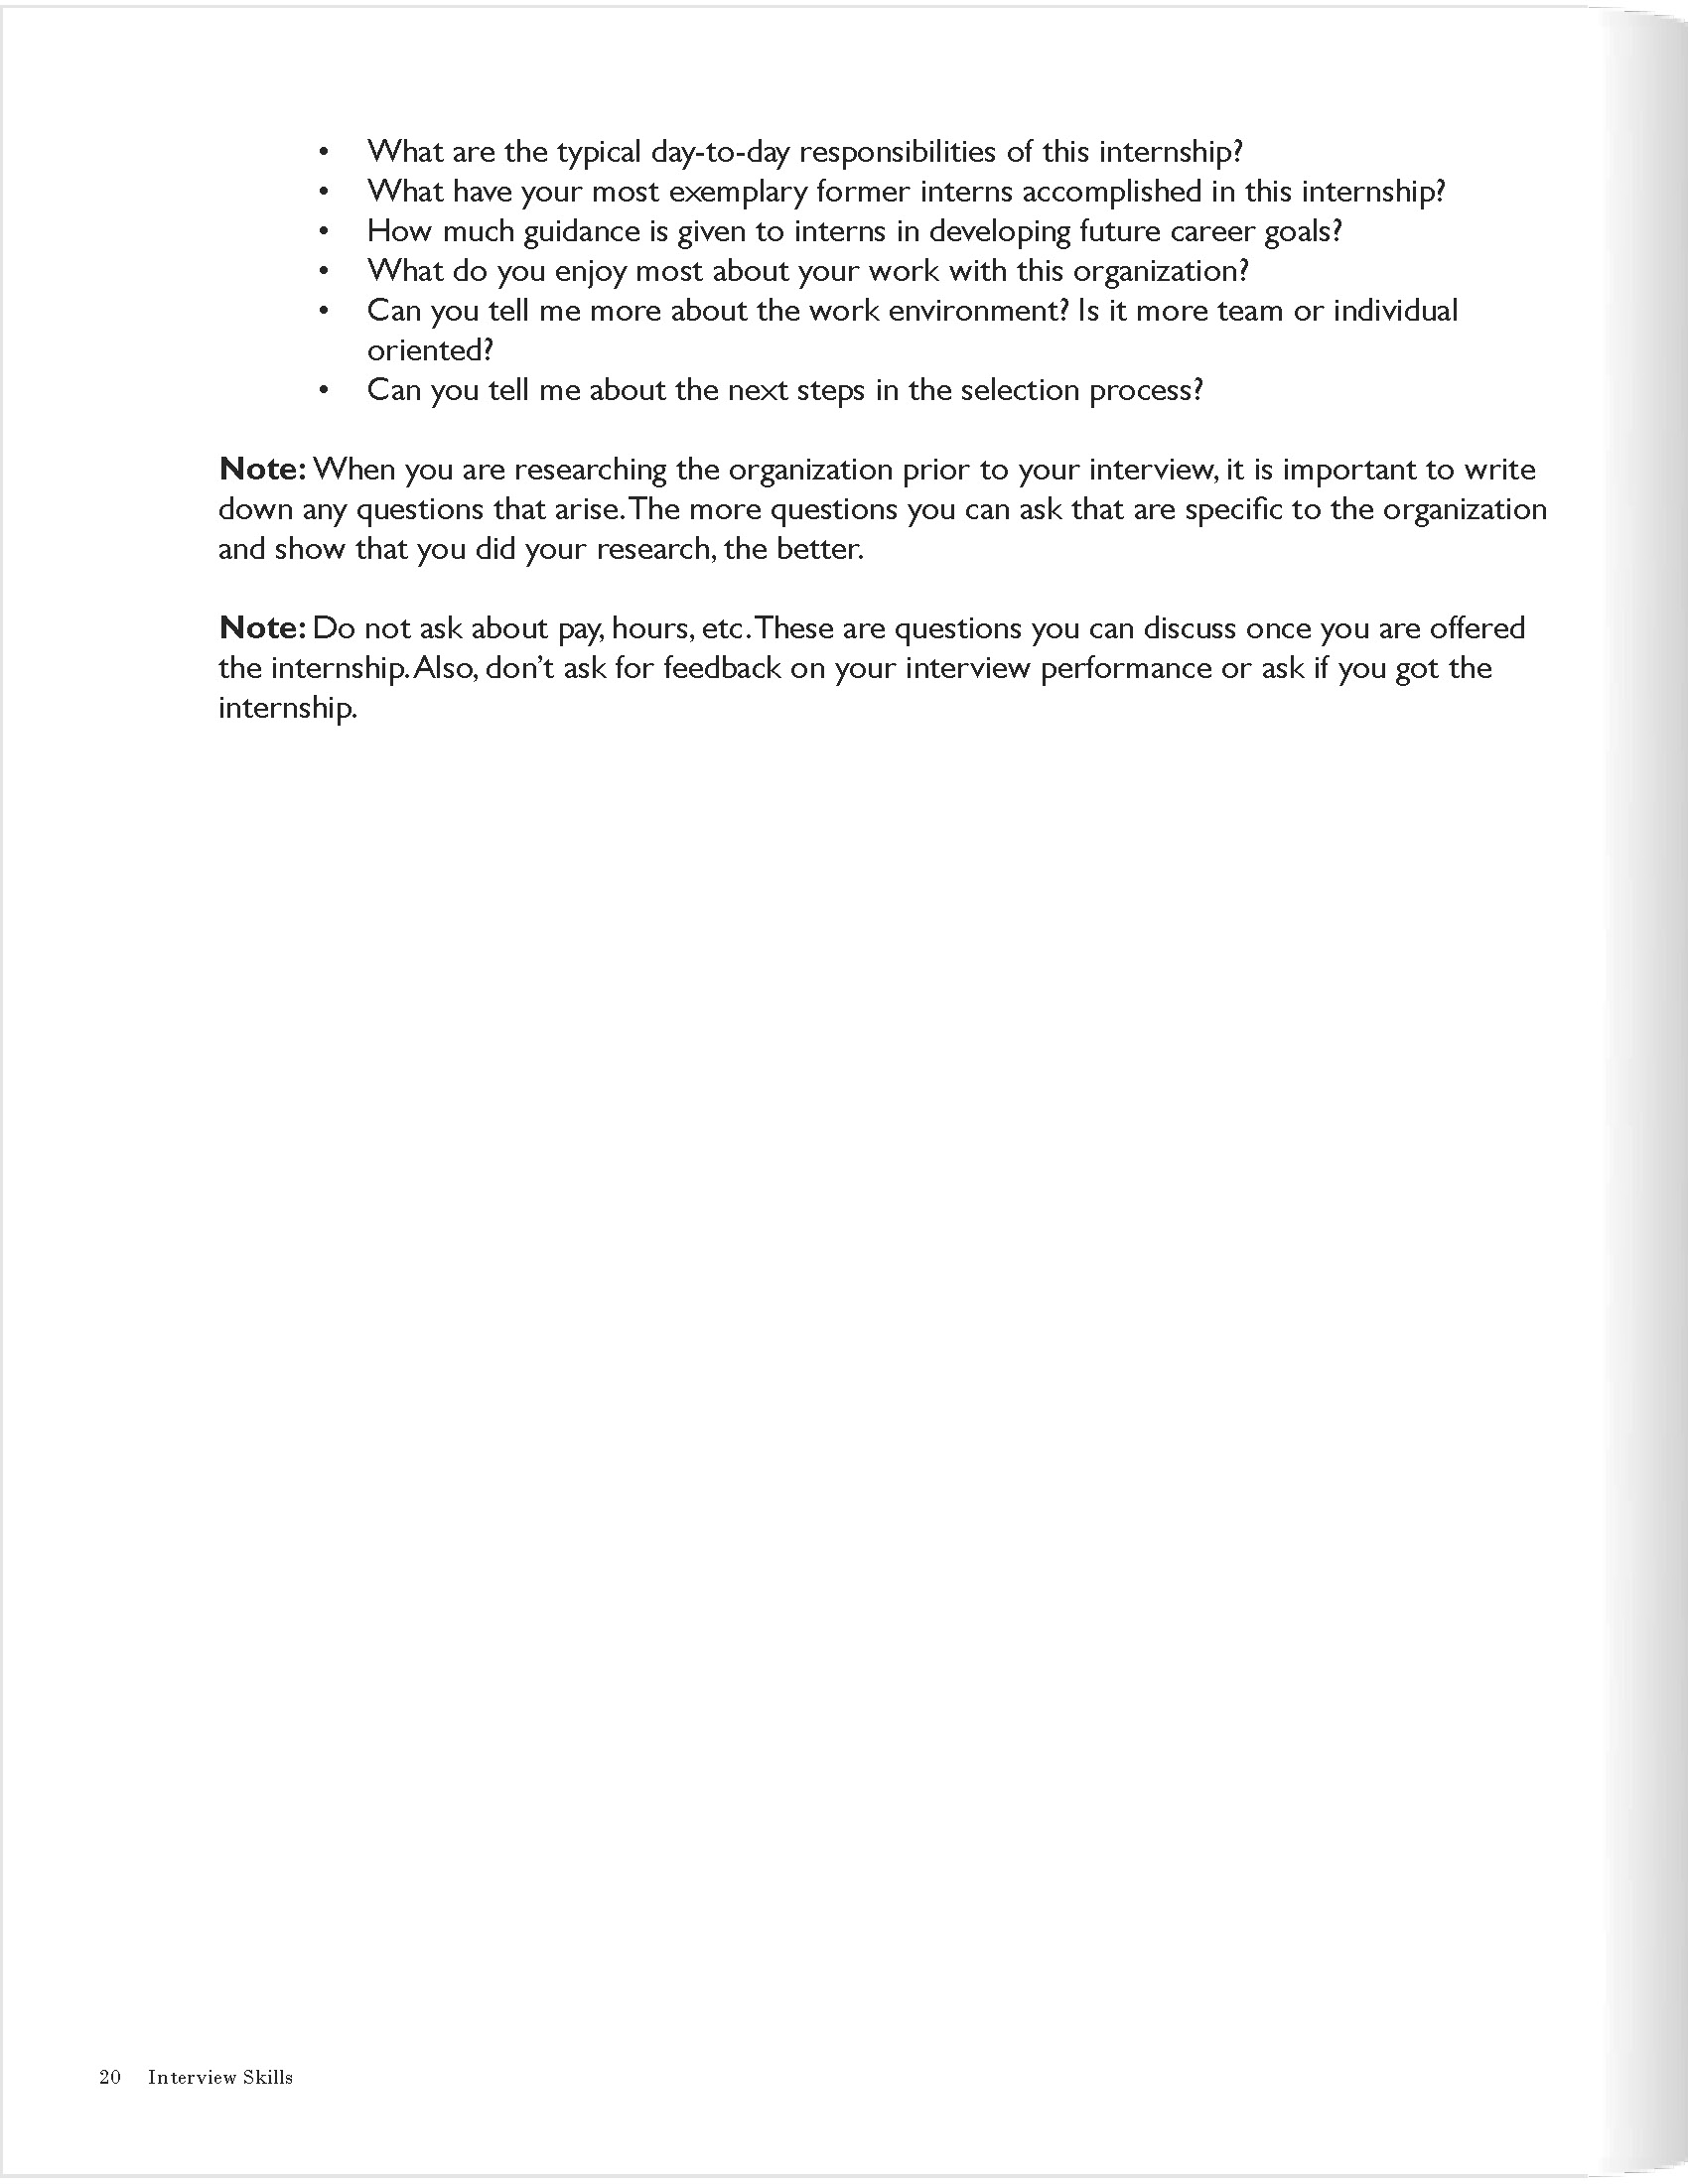 • What are the typical day-to-day responsibilities of this internship?
• What have your most exemplary former interns accomplished in this internship?
• How much guidance is given to interns in developing future career goals?
• What do you enjoy most about your work with this organization?
• Can you tell me more about the work environment? Is it more team or individual
oriented?
• Can you tell me about the next steps in the selection process?
Note: When you are researching the organization prior to your interview, it is important to write
down any questions that arise. The more questions you can ask that are specific to the organization
and show that you did your research, the better.
Note: Do not ask about pay, hours, etc. These are questions you can discuss once you are offered
the internship. Also, don’t ask for feedback on your interview performance or ask if you got the
internship.
20 Interview Skills